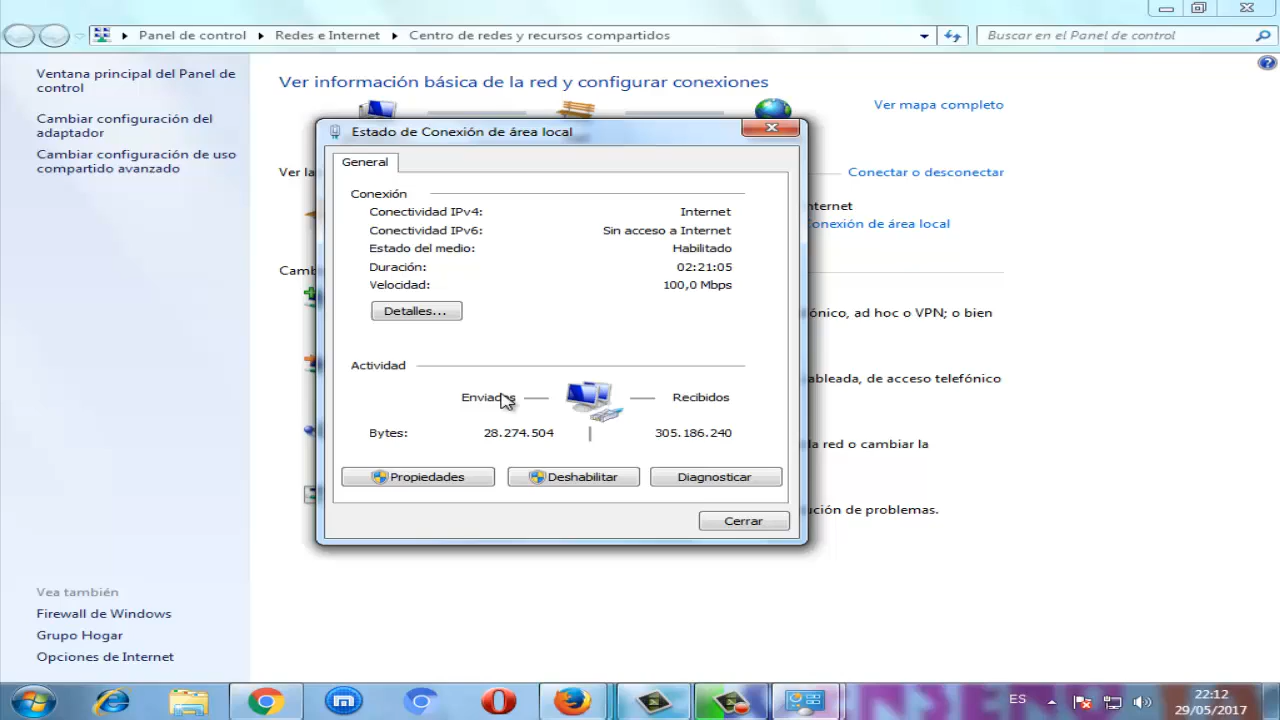 Panel de control
Redes e Internet
Centro de redes y recursos compartidos
Buscar en el Panel de control
Ventana principal del Panel de
control
Cambiar configuración del
adaptador
Cambiar configuración de uso
compartido avanzado
Vea también
Firewall de Windows
Grupo Hogar
Opciones de Internet
Ver información básica de la red y configurar conexiones
Ver mapa completo
Ver la
Conectar o desconectar
nternet
onexión de área local
Camb
ónico, ad hoc o VPN; o bien
ableada, de acceso telefónico
la red o cambiar la
ución de problemas.
Estado de Conexión de área local
General
Conexión
Conectividad IPv4: Internet
Conectividad IPv6: Sin acceso a Internet
Estado del medio: Habilitado
Duración: 02:21:05
Velocidad: 100,0 Mbps
Detalles...
Actividad
Enviados Recibidos
Bytes: 28.274.504 305.186.240
Propiedades Deshabilitar Diagnosticar
Cerrar
ES
22:12
29/05/2017